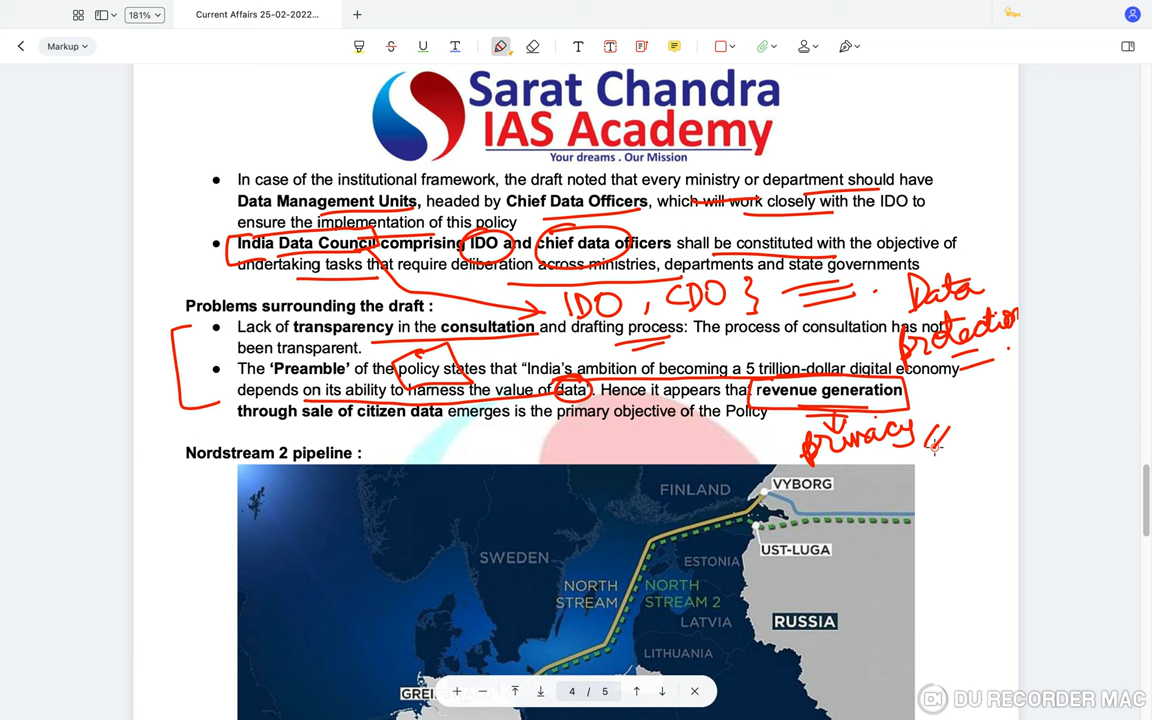 181%
Current Affairs 25-02-2022...
Markup
Sarat Chandra
IAS Academy
Your dreams . Our Mission
In case of the institutional framework, the draft noted that every ministry or department should have
Data Management Units, headed by Chief Data Officers, which will work closely with the IDO to
ensure the implementation of this policy
India Data Council comprising IDO and chief data officers shall be constituted with the objective of
undertaking tasks that require deliberation across ministries, departments and state governments
IDO , CDO }
Data
protection
Problems surrounding the draft :
Lack of transparency in the consultation and drafting process: The process of consultation has not
been transparent.
The ‘Preamble’ of the policy states that “India’s ambition of becoming a 5 trillion-dollar digital economy
depends on its ability to harness the value of data”. Hence it appears that revenue generation
through sale of citizen data emerges is the primary objective of the Policy
privacy
Nordstream 2 pipeline :
FINLAND
VYBORG
SWEDEN
UST-LUGA
ESTONIA
NORTH
STREAM
NORTH
STREAM 2
LATVIA
RUSSIA
LITHUANIA
4 / 5
DU RECORDER MAC